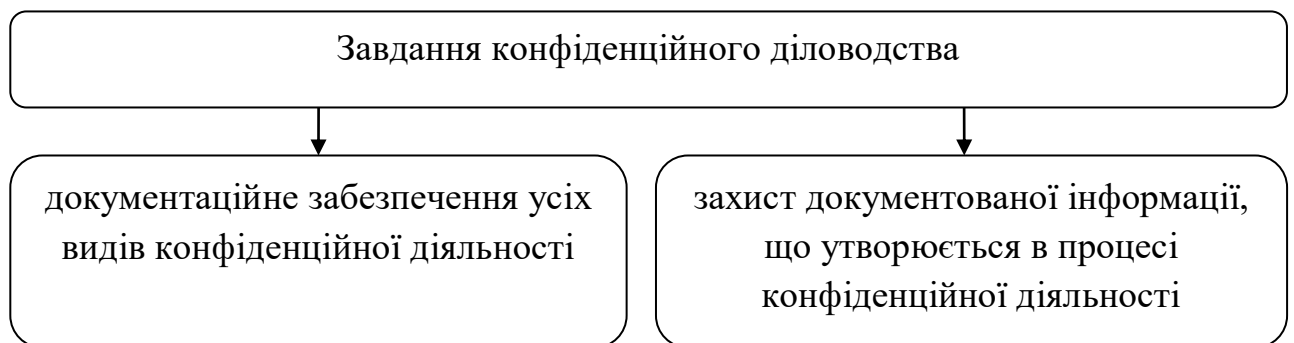 Завдання конфіденційного діловодства
документаційне забезпечення усіх
видів конфіденційної діяльності
захист документованої інформації,
що утворюється в процесі
конфіденційної діяльності